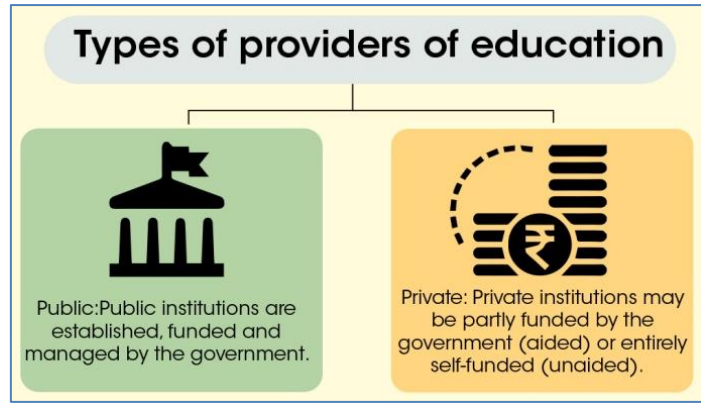 Types of providers of education
Public:Public institutions are
established, funded and
managed by the government.
₹
Private: Private institutions may
be partly funded by the
government (aided) or entirely
self-funded (unaided).